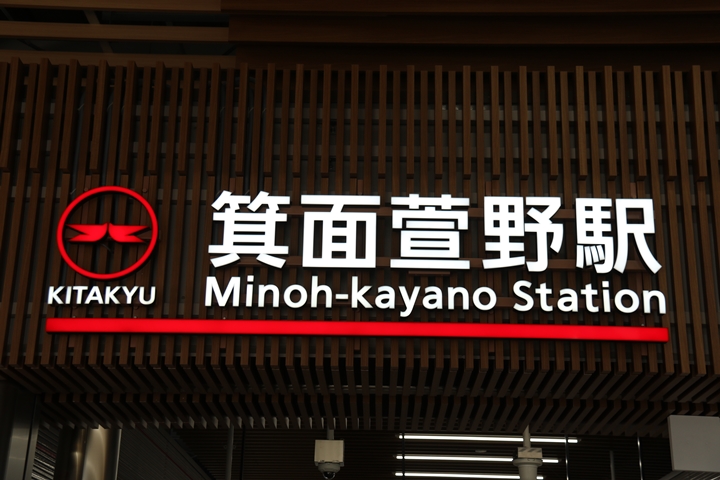 箕面萱野駅
KITAKYU
Minoh-kayano Station